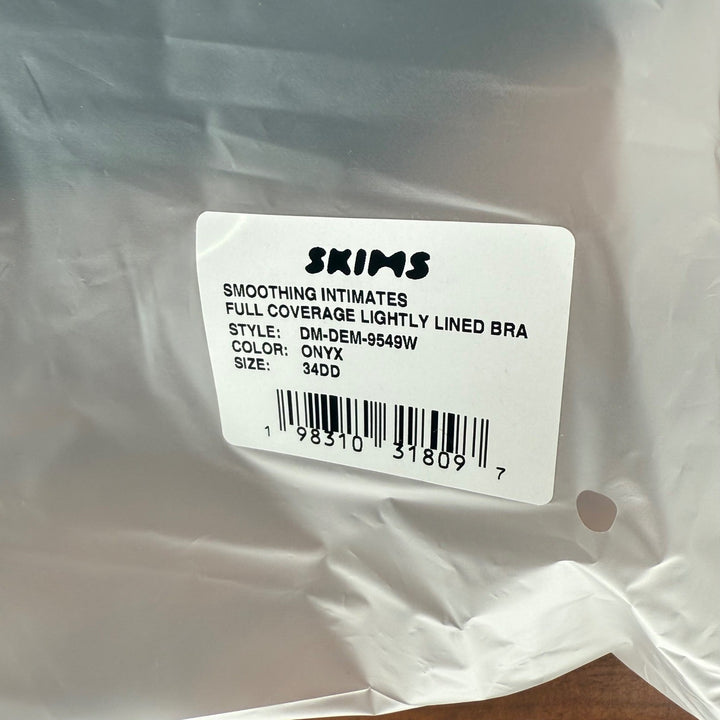 SKIMS
SMOOTHING INTIMATES
FULL COVERAGE LIGHTLY LINED BRA
STYLE: DM-DEM-9549W
COLOR: ONYX
SIZE: 34DD
1 98310 31809 7